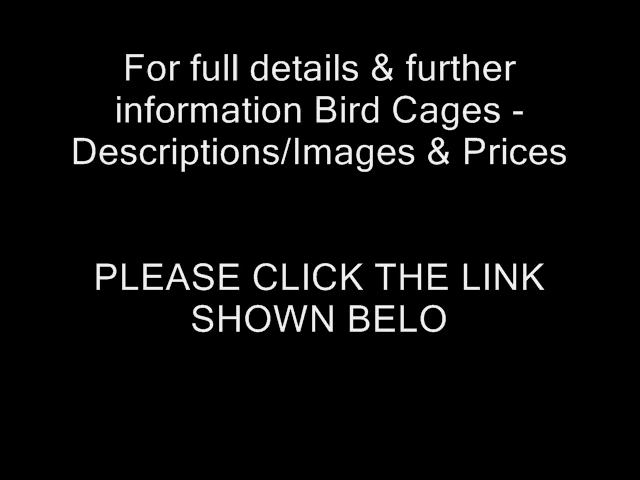 For full details & further
information Bird Cages -
Descriptions/Images & Prices
PLEASE CLICK THE LINK
SHOWN BELO